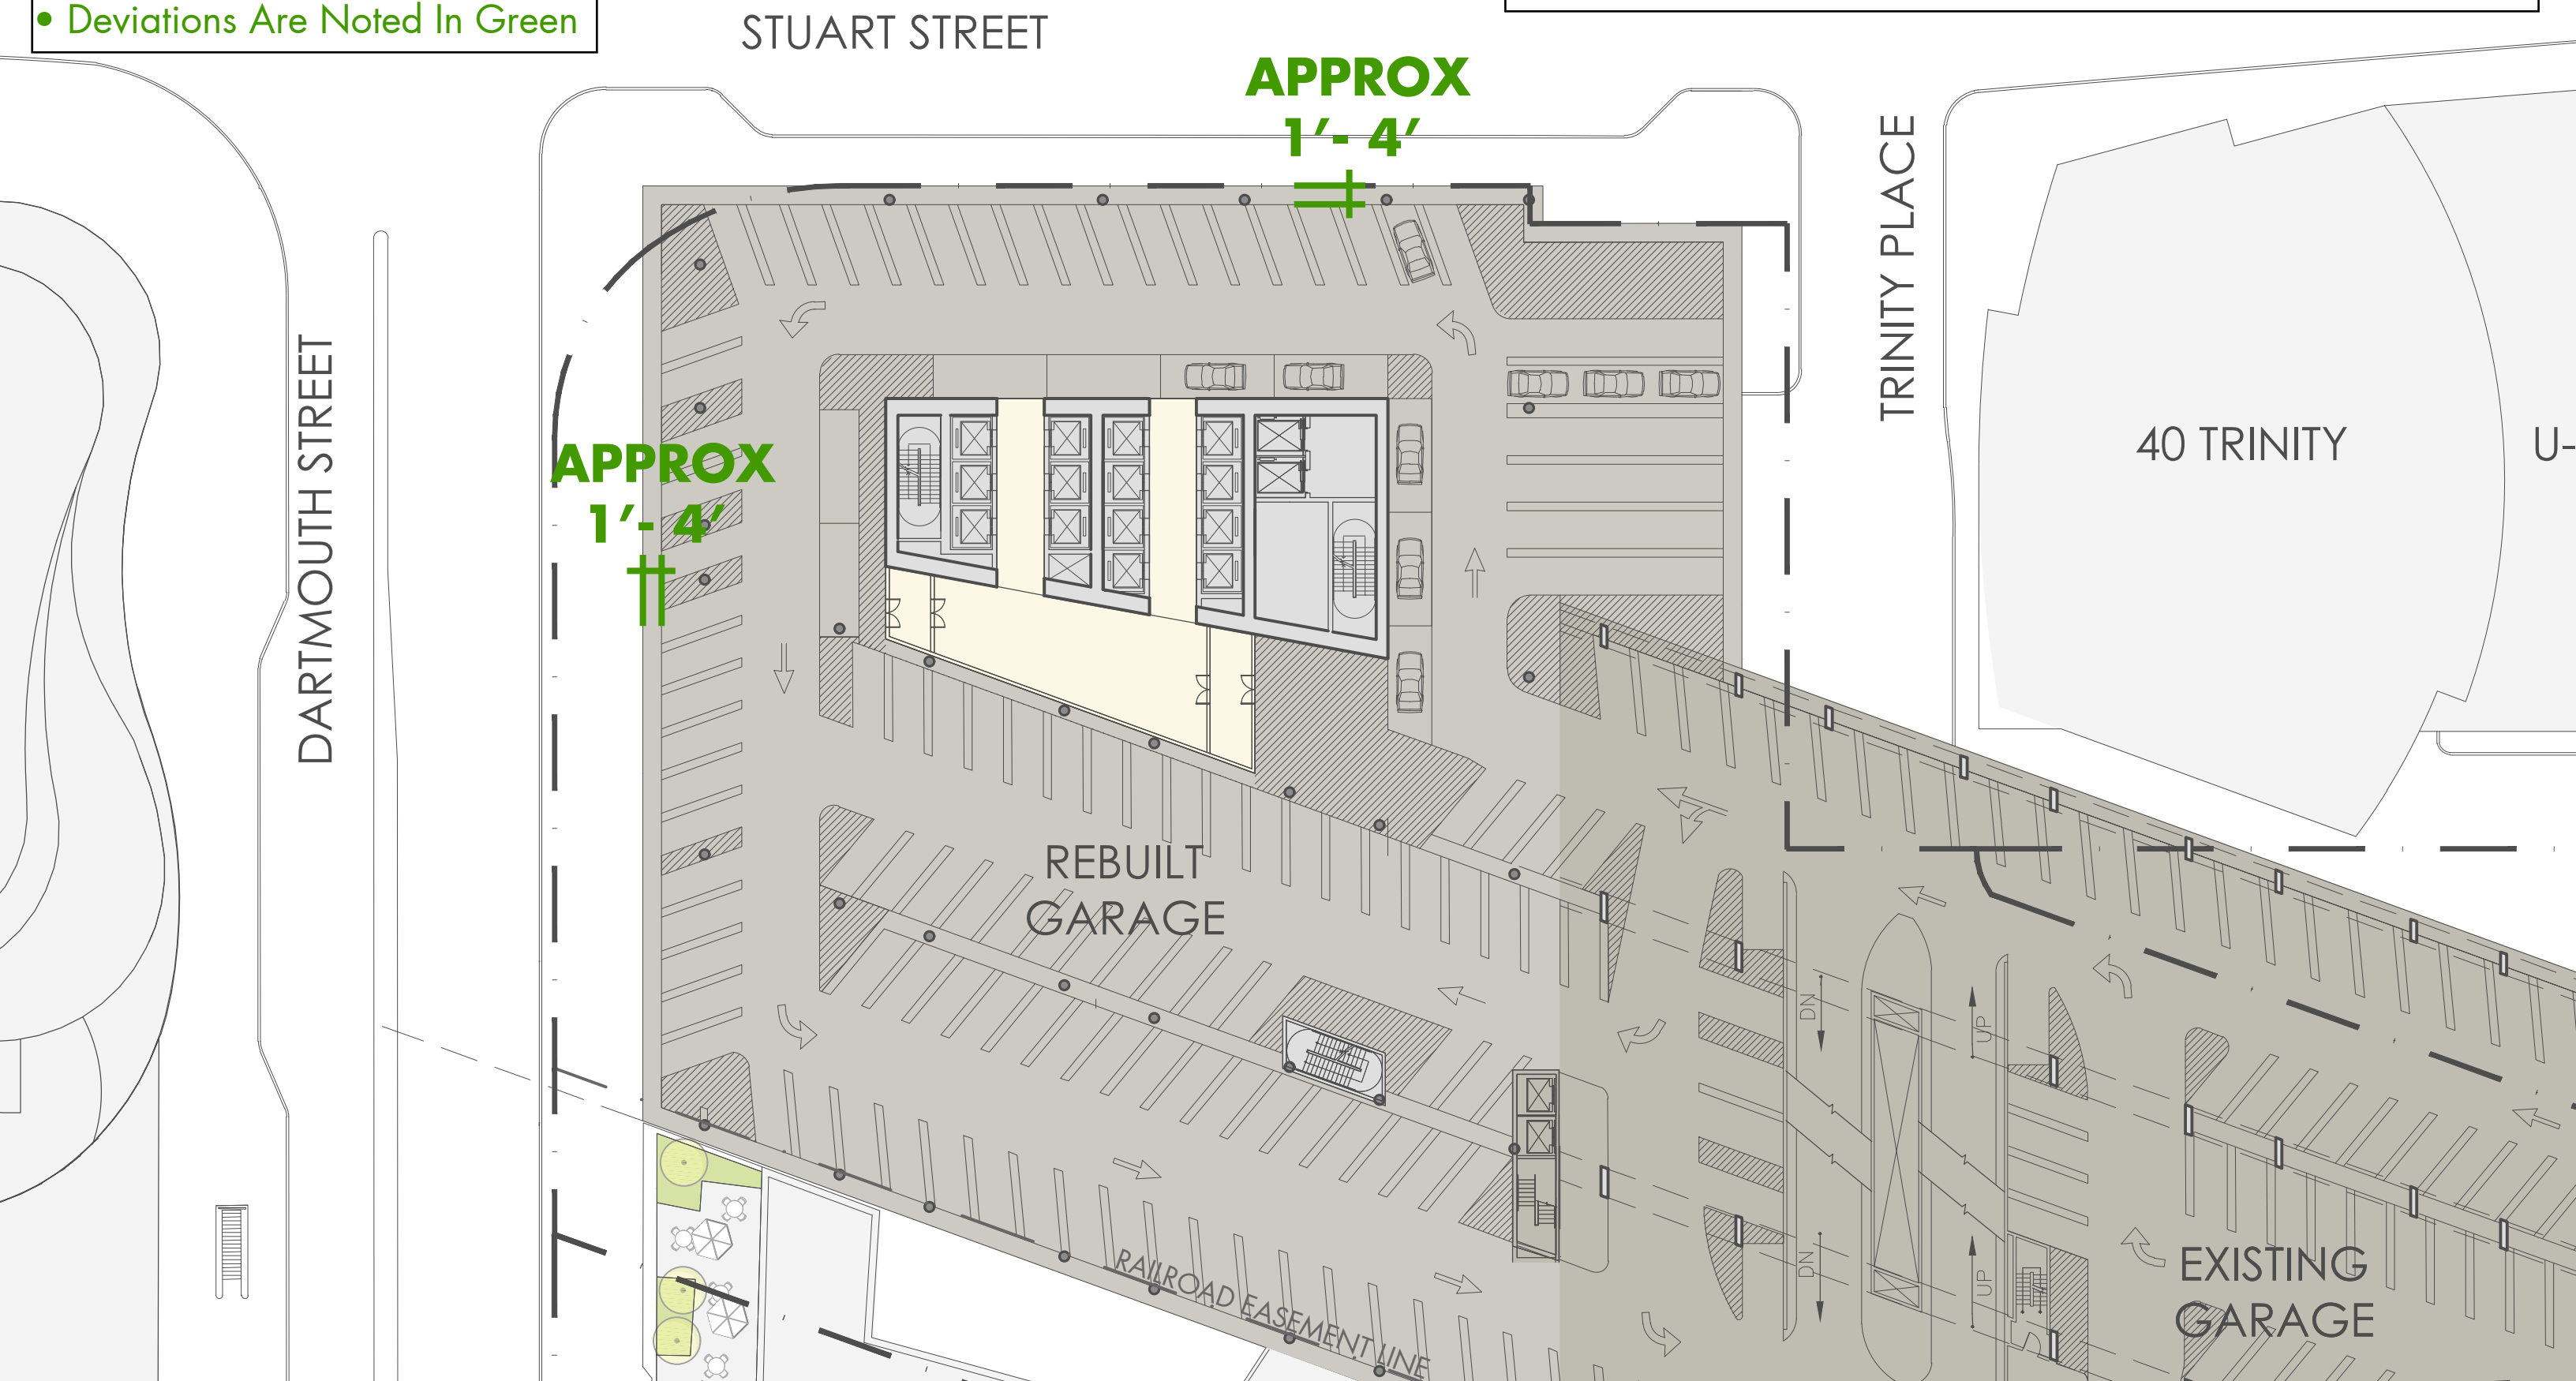 • Deviations Are Noted In Green
STUART STREET
APPROX
1’- 4’
TRINITY PLACE
40 TRINITY
U-
DARTMOUTH STREET
APPROX
1’- 4’
REBUILT
GARAGE
DN
UP
DN
UP
RAILROAD EASEMENT LINE
EXISTING
GARAGE